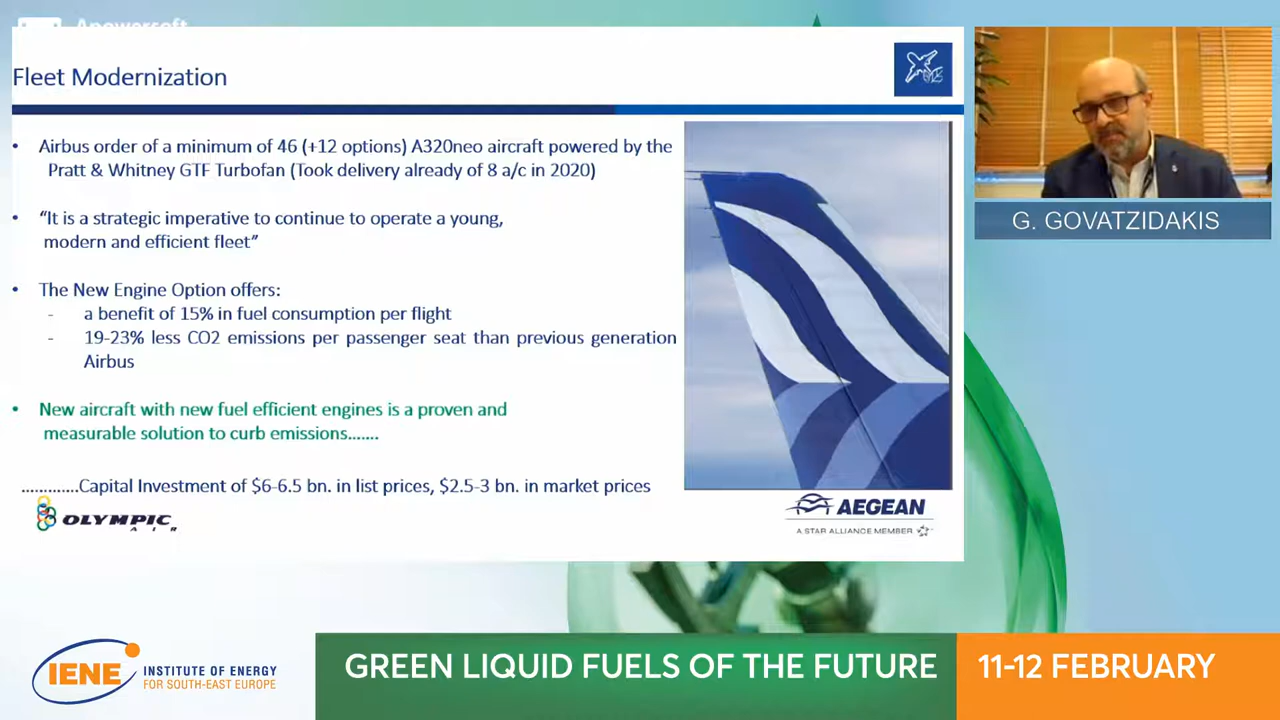 Apowersoft
Fleet Modernization
• Airbus order of a minimum of 46 (+12 options) A320neo aircraft powered by the
Pratt & Whitney GTF Turbofan (Took delivery already of 8 a/c in 2020)
• “It is a strategic imperative to continue to operate a young,
modern and efficient fleet”
• The New Engine Option offers:
- a benefit of 15% in fuel consumption per flight
- 19-23% less CO2 emissions per passenger seat than previous generation
Airbus
• New aircraft with new fuel efficient engines is a proven and
measurable solution to curb emissions.......
............Capital Investment of $6-6.5 bn. in list prices, $2.5-3 bn. in market prices
OLYMPIC
AIR
AEGEAN
A STAR ALLIANCE MEMBER
G. GOVATZIDAKIS
IENE
INSTITUTE OF ENERGY
FOR SOUTH-EAST EUROPE
GREEN LIQUID FUELS OF THE FUTURE
11-12 FEBRUARY